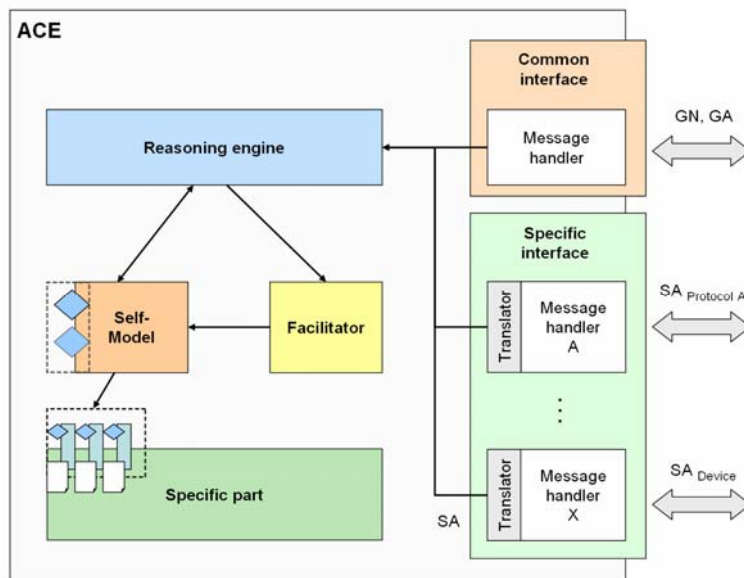 ACE
Common
interface
Message
handler
GN, GA
Reasoning engine
Specific
interface
Self-
Model
Facilitator
Translator
Message
handler
A
SA Protocol A
⋮
Specific part
SA
Translator
Message
handler
X
SA Device